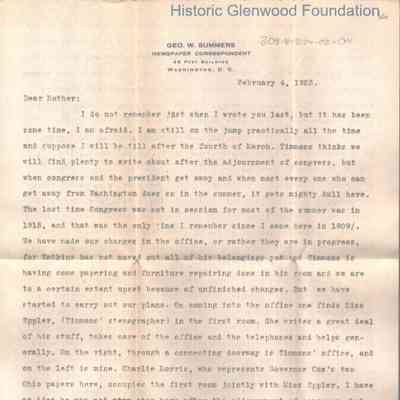 Historic Glenwood Foundation
GEO. W. SUMMERS
NEWSPAPER CORRESPONDENT
45 POST BUILDING
WASHINGTON, D. C.
February 4, 1923.
Dear Mother:
I do not remember just when I wrote you last, but it has been
some time, I am afraid. I am still on the jump practically all the time
and suppose I will be till after the fourth of March. Timmons thinks we
will find plenty to write about after the adjournment of congress, but
when congress and the president get away and most every one who can
get away from Washington does so in the summer, it gets mighty dull here.
The last time Congress was not in session for most of the summer was in
1915, and that was the only time I remember since I came here in 1909/.
We have made our changes in the office, or rather they are in progress,
for has not moved out all of his belongings yet and Timmons is
having some papering and furniture repairing done in his room and we are
to a certain extent upset because of unfinished changes. But we have
started to carry out our plans. On coming into the office one finds Miss
Eppler, (Timmons' stenographer) in the first room. She writes a great deal
of his stuff, takes care of the office and the telephones and helps gen-
erally. On the right, through a connecting doorway is Timmons' office, and
on the left is mine. Charlie Morris, who represents Governor Cox's two
Ohio papers here, occupies the first room jointly with Miss Eppler. I have